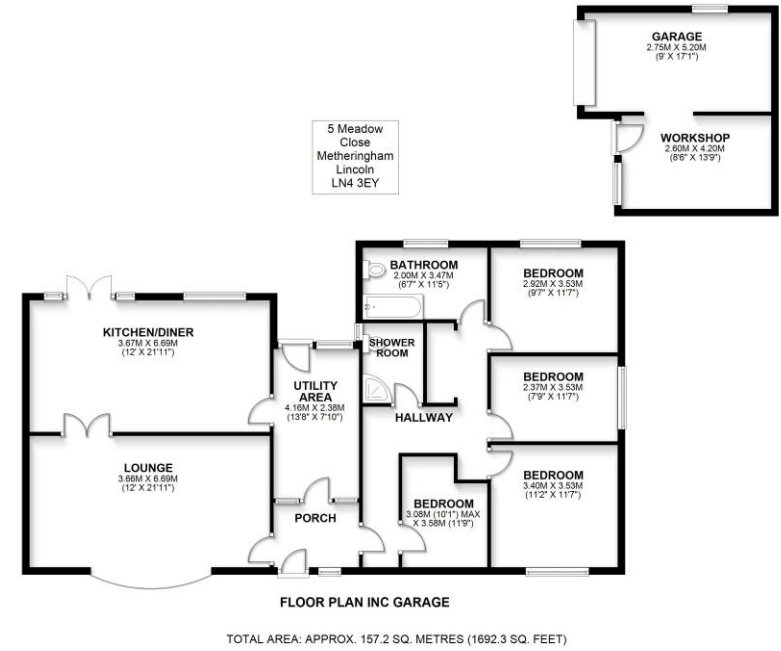 GARAGE
2.75M X 5.20M
(9' X 17'1")
WORKSHOP
2.60M X 4.20M
(8'6" X 13'9")
5 Meadow
Close
Metheringham
Lincoln
LN4 3EY
BATHROOM
2.00M X 3.47M
(6'7" X 11'5")
BEDROOM
2.92M X 3.53M
(9'7" X 11'7")
KITCHEN/DINER
3.67M X 6.69M
(12' X 21'11")
SHOWER
ROOM
UTILITY
AREA
4.16M X 2.38M
(13'8" X 7'10")
BEDROOM
2.37M X 3.53M
(7'9" X 11'7")
HALLWAY
LOUNGE
3.66M X 6.69M
(12' X 21'11")
BEDROOM
3.40M X 3.53M
(11'2" X 11'7")
BEDROOM
3.08M (10'1") MAX
X 3.58M (11'9")
PORCH
FLOOR PLAN INC GARAGE
TOTAL AREA: APPROX. 157.2 SQ. METRES (1692.3 SQ. FEET)